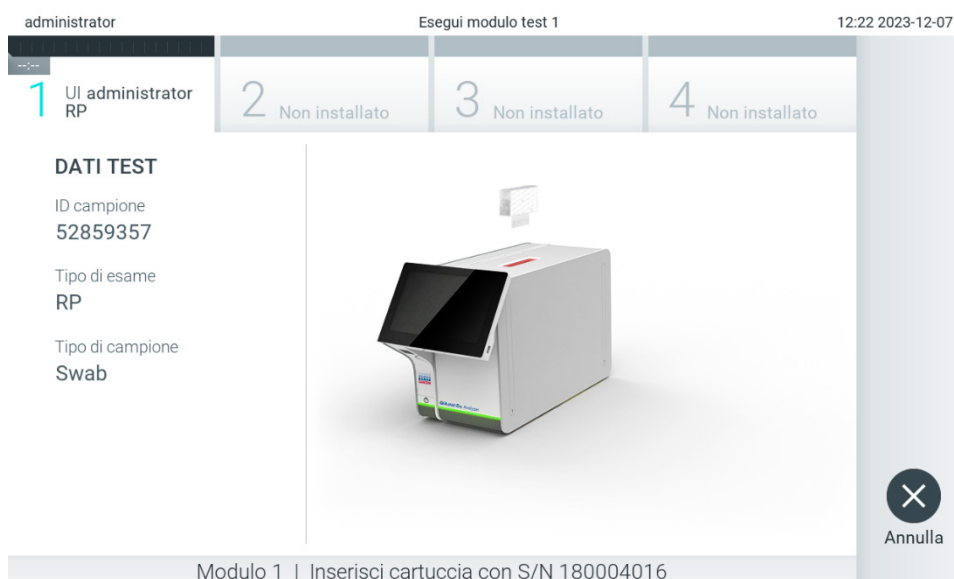 administrator
Esegui modulo test 1
12:22 2023-12-07
--:--
1 UI administrator
RP
2 Non installato
3 Non installato
4 Non installato
DATI TEST
ID campione
52859357
Tipo di esame
RP
Tipo di campione
Swab
Annulla
Modulo 1 | Inserisci cartuccia con S/N 180004016